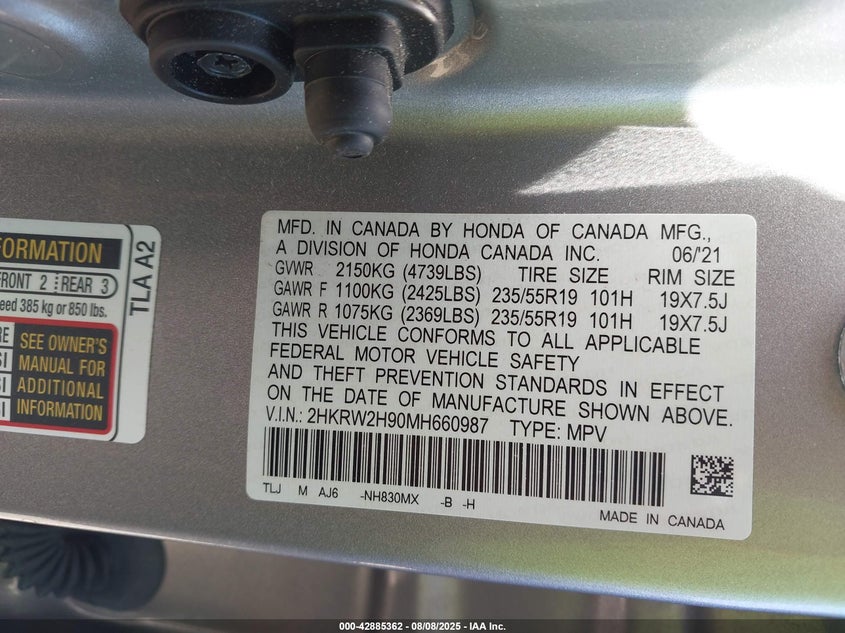 FORMATION
FRONT 2 REAR 3
eed 385 kg or 850 lbs.
SEE OWNER'S
MANUAL FOR
ADDITIONAL
INFORMATION
TLA A2
MFD. IN CANADA BY HONDA OF CANADA MFG.,
A DIVISION OF HONDA CANADA INC. 06/'21
GVWR 2150KG (4739LBS) TIRE SIZE RIM SIZE
GAWR F 1100KG (2425LBS) 235/55R19 101H 19X7.5J
GAWR R 1075KG (2369LBS) 235/55R19 101H 19X7.5J
THIS VEHICLE CONFORMS TO ALL APPLICABLE
FEDERAL MOTOR VEHICLE SAFETY
AND THEFT PREVENTION STANDARDS IN EFFECT
ON THE DATE OF MANUFACTURE SHOWN ABOVE.
V.I.N.: 2HKRW2H90MH660987 TYPE: MPV
TLJ M AJ6 -NH830MX -B -H
MADE IN CANADA
000-42885362 - 08/08/2025 - IAA Inc.